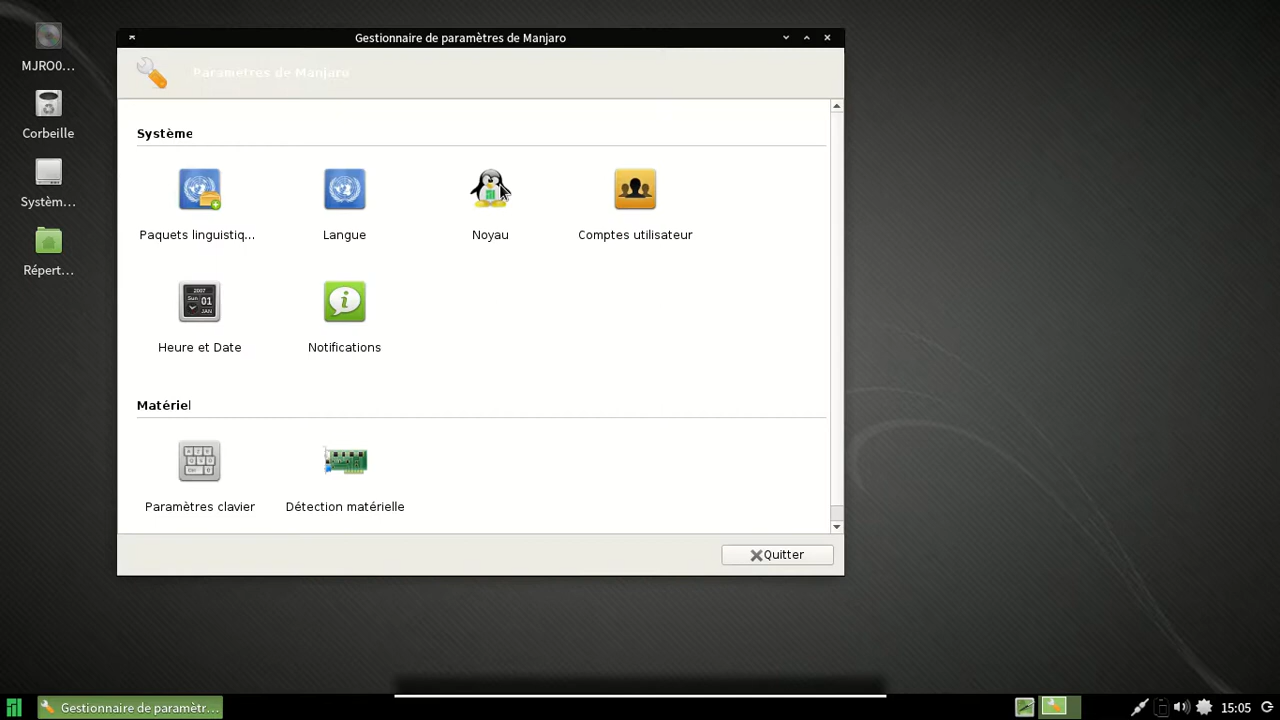 Gestionnaire de paramètres de Manjaro
MJRO0...
Corbeille
Systèm...
Répert...
Paramètres de Manjaro
Système
Paquets linguistiq...
Langue
Noyau
Comptes utilisateur
2007
Sun 01
JAN
Heure et Date
Notifications
Matériel
Paramètres clavier
Détection matérielle
Quitter
Gestionnaire de paramètr...
15:05